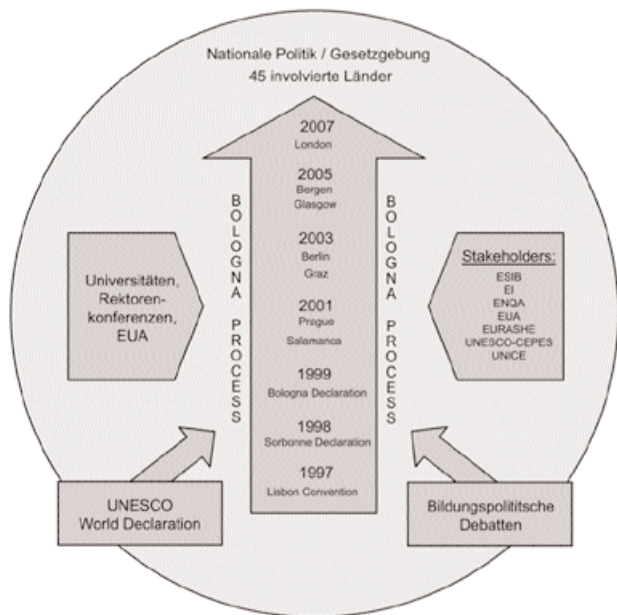 Nationale Politik / Gesetzgebung
45 involvierte Länder
2007
London
2005
Bergen
Glasgow
2003
Berlin
Graz
2001
Prague
Salamanca
1999
Bologna Declaration
1998
Sorbonne Declaration
1997
Lisbon Convention
BOLOGNA PROCESS
BOLOGNA PROCESS
Universitäten,
Rektoren-
konferenzen,
EUA
Stakeholders:
ESIB
EI
ENQA
EUA
EURASHE
UNESCO-CEPES
UNICE
UNESCO
World Declaration
Bildungspolititsche
Debatten